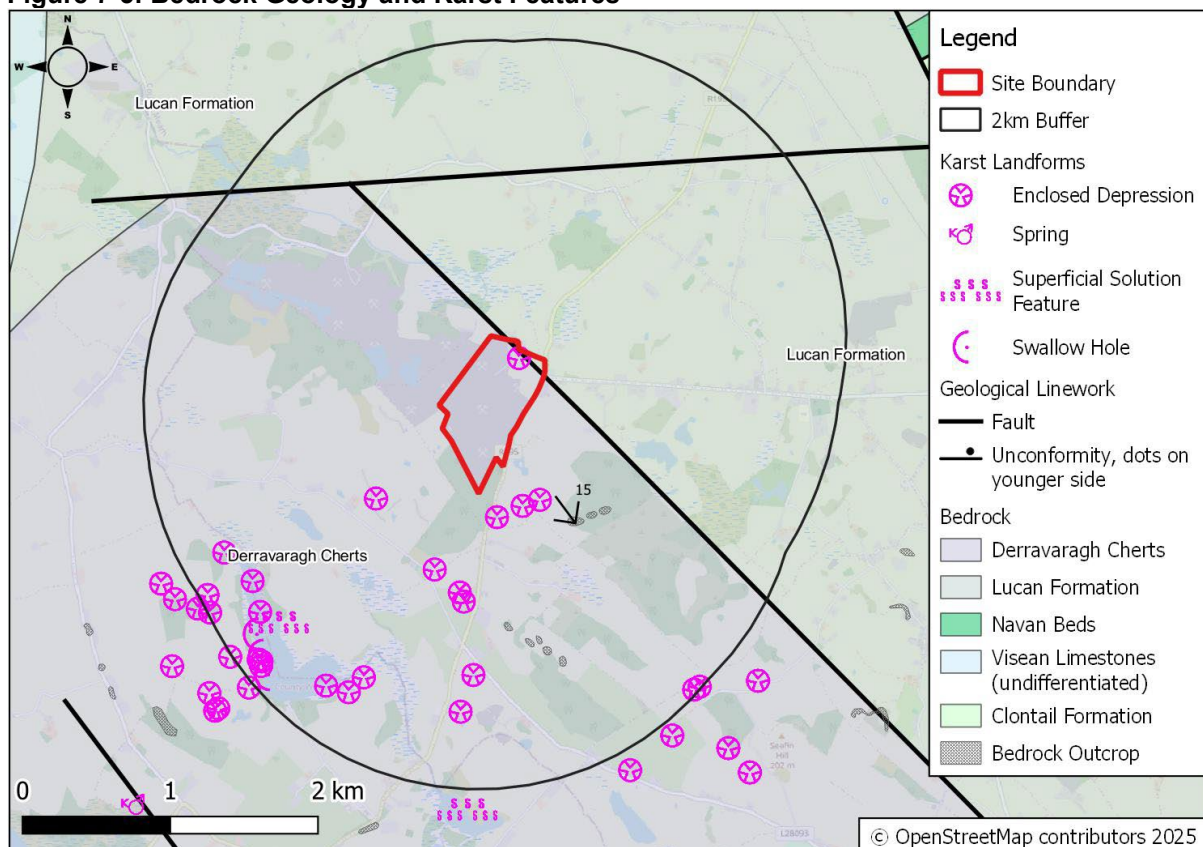 Figure 7-3: Bedrock Geology and Karst Features
N
W
E
S
Lucan Formation
Lucan Formation
15
Derravaragh Cherts
Seafin
Hill
202 m
L28093
0
1
2 km
Legend
Site Boundary
2km Buffer
Karst Landforms
Enclosed Depression
Spring
Superficial Solution
Feature
Swallow Hole
Geological Linework
Fault
Unconformity, dots on
younger side
Bedrock
Derravaragh Cherts
Lucan Formation
Navan Beds
Visean Limestones
(undifferentiated)
Clontail Formation
Bedrock Outcrop
© OpenStreetMap contributors 2025